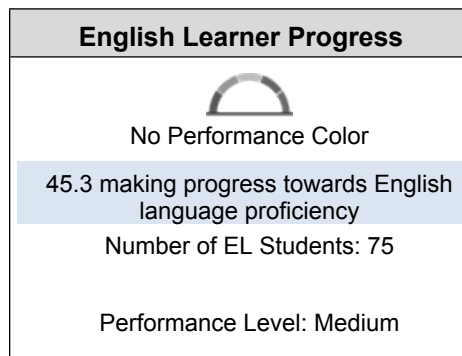 English Learner Progress
No Performance Color
45.3 making progress towards English
language proficiency
Number of EL Students: 75
Performance Level: Medium